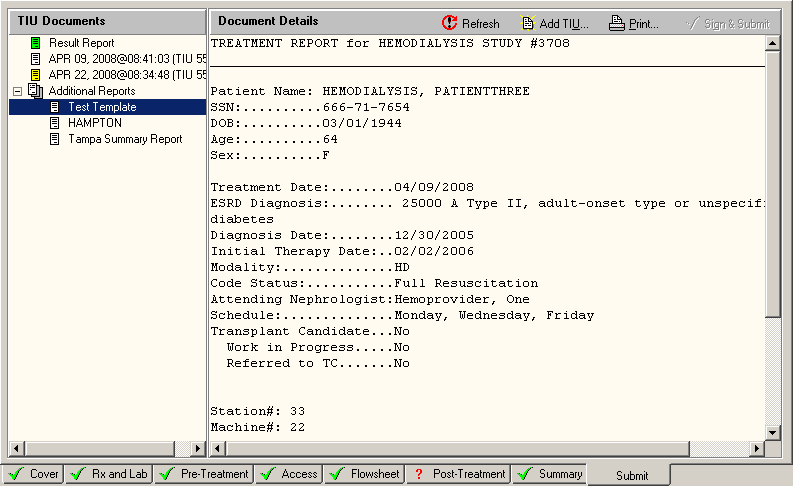 TIU Documents
Result Report
APR 09, 2008@08:41:03 (TIU 55
APR 22, 2008@08:34:48 (TIU 55
Additional Reports
Test Template
HAMPTON
Tampa Summary Report
Document Details
Refresh
Add TIU...
Print...
Sign & Submit
TREATMENT REPORT for HEMODIALYSIS STUDY #3708
Patient Name: HEMODIALYSIS, PATIENTTHREE
SSN:..........666-71-7654
DOB:..........03/01/1944
Age:..........64
Sex:..........F
Treatment Date:........04/09/2008
ESRD Diagnosis:........ 25000 A Type II, adult-onset type or unspecifi
diabetes
Diagnosis Date:........12/30/2005
Initial Therapy Date:..02/02/2006
Modality:..............HD
Code Status:...........Full Resuscitation
Attending Nephrologist:Hemoprovider, One
Schedule:..............Monday, Wednesday, Friday
Transplant Candidate...No
Work in Progress.....No
Referred to TC.......No
Station#: 33
Machine#: 22
Cover
Rx and Lab
Pre-Treatment
Access
Flowsheet
? Post-Treatment
Summary
Submit